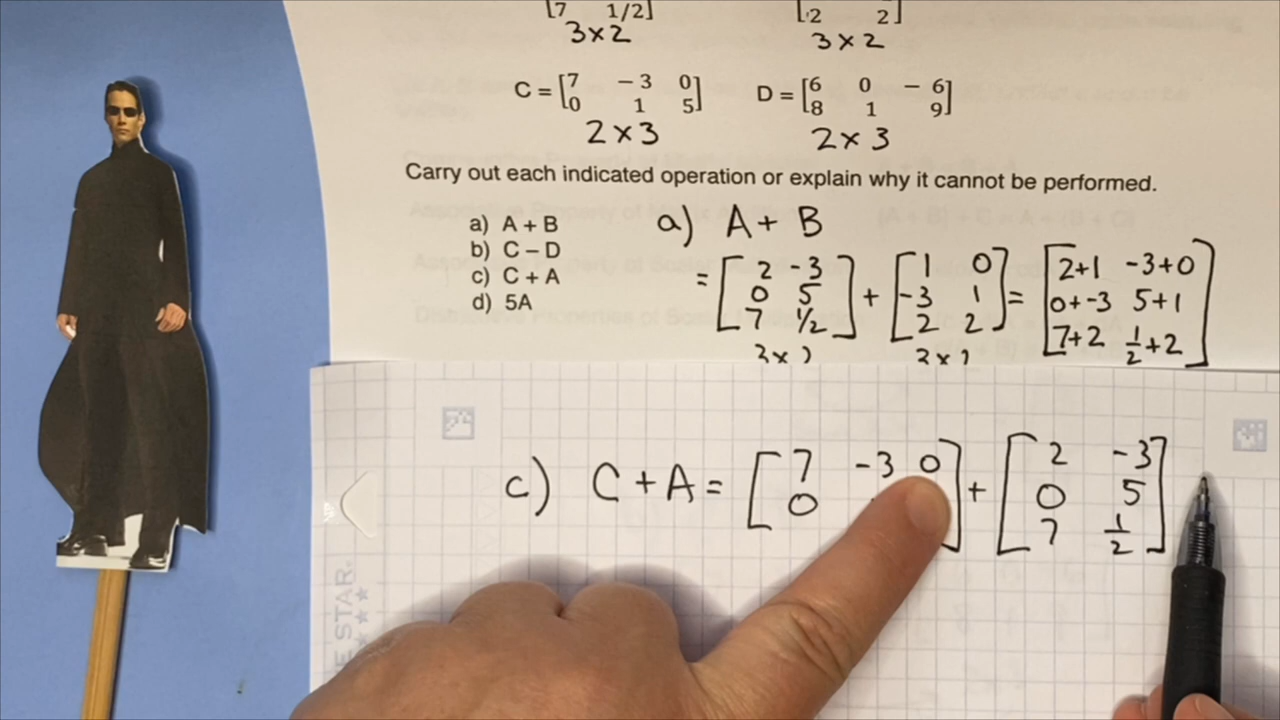 [7 1/2] [2 2]
3×2 3×2
C = [7 -3 0] D = [6 0 -6]
[0 1 5] [8 1 9]
2×3 2×3
Carry out each indicated operation or explain why it cannot be performed.
a) A + B
b) C – D
c) C + A
d) 5A
a) A + B
= [2 -3] + [1 0] = [2+1 -3+0]
[0 5] [-3 1] [0+-3 5+1]
[7 1/2] [2 2] [7+2 1/2+2]
c) C + A = [7 -3 0] + [2 -3]
[0 ] [0 5]
[7 1/2]
STAR.